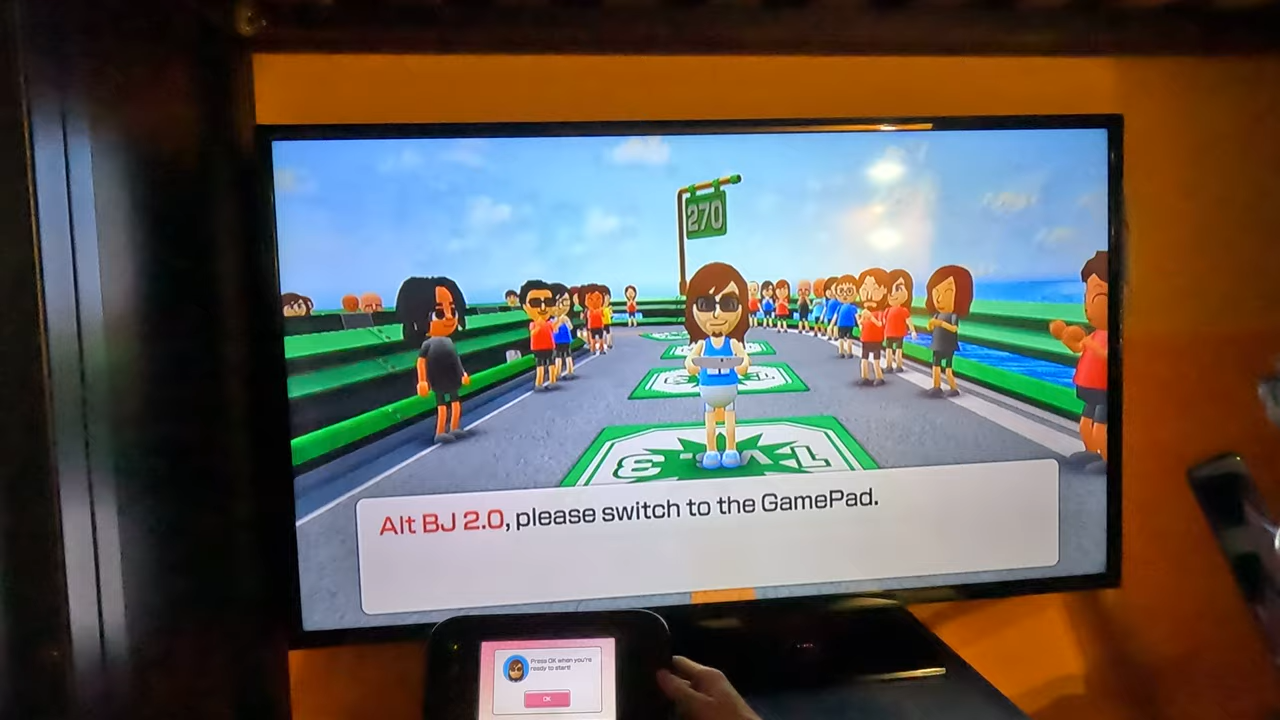 270
Alt BJ 2.0, please switch to the GamePad.
Press OK when you're
ready to start!
OK